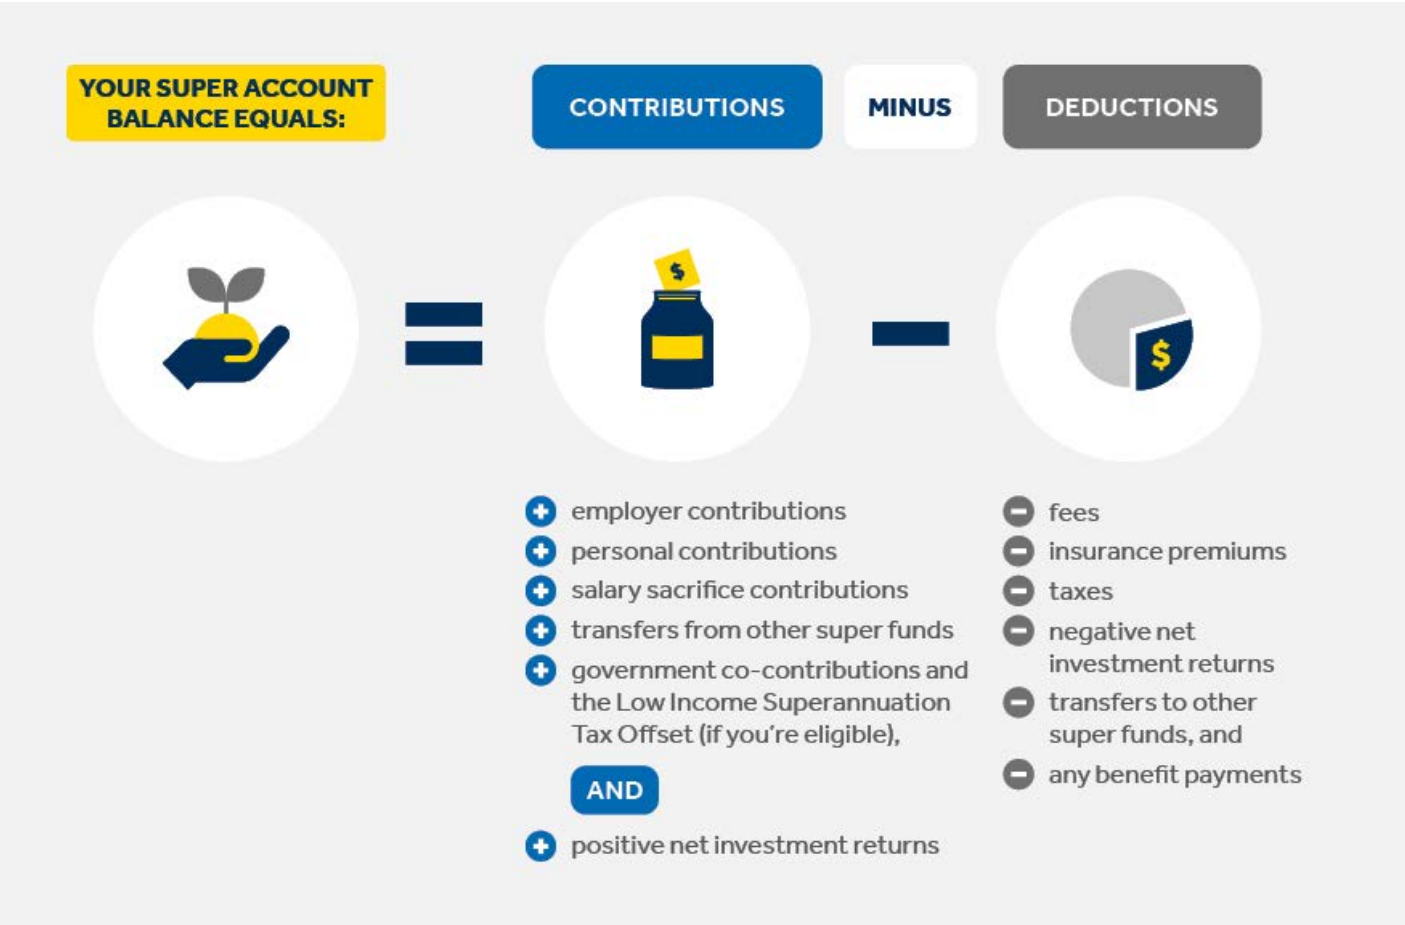 YOUR SUPER ACCOUNT
BALANCE EQUALS:
CONTRIBUTIONS
MINUS
DEDUCTIONS
$
$
employer contributions
personal contributions
salary sacrifice contributions
transfers from other super funds
government co-contributions and
the Low Income Superannuation
Tax Offset (if you're eligible),
AND
positive net investment returns
fees
insurance premiums
taxes
negative net
investment returns
transfers to other
super funds, and
any benefit payments